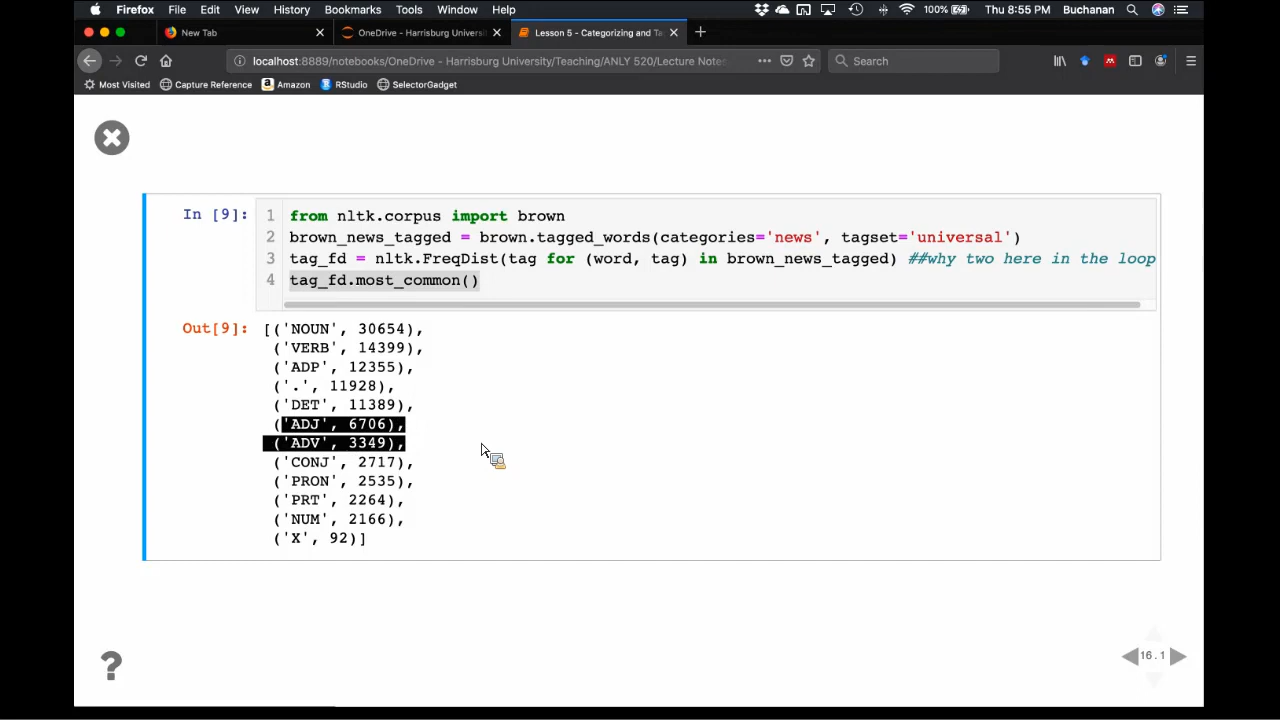 Firefox File Edit View History Bookmarks Tools Window Help 100% Thu 8:55 PM Buchanan
New Tab OneDrive - Harrisburg Universi Lesson 5 - Categorizing and Ta
localhost:8889/notebooks/OneDrive - Harrisburg University/Teaching/ANLY 520/Lecture Notes Search
Most Visited Capture Reference Amazon RStudio SelectorGadget
In [9]:
1 from nltk.corpus import brown
2 brown_news_tagged = brown.tagged_words(categories='news', tagset='universal')
3 tag_fd = nltk.FreqDist(tag for (word, tag) in brown_news_tagged) ##why two here in the loop
4 tag_fd.most_common()
Out[9]: [('NOUN', 30654),
('VERB', 14399),
('ADP', 12355),
('.', 11928),
('DET', 11389),
('ADJ', 6706),
('ADV', 3349),
('CONJ', 2717),
('PRON', 2535),
('PRT', 2264),
('NUM', 2166),
('X', 92)]
?
16.1